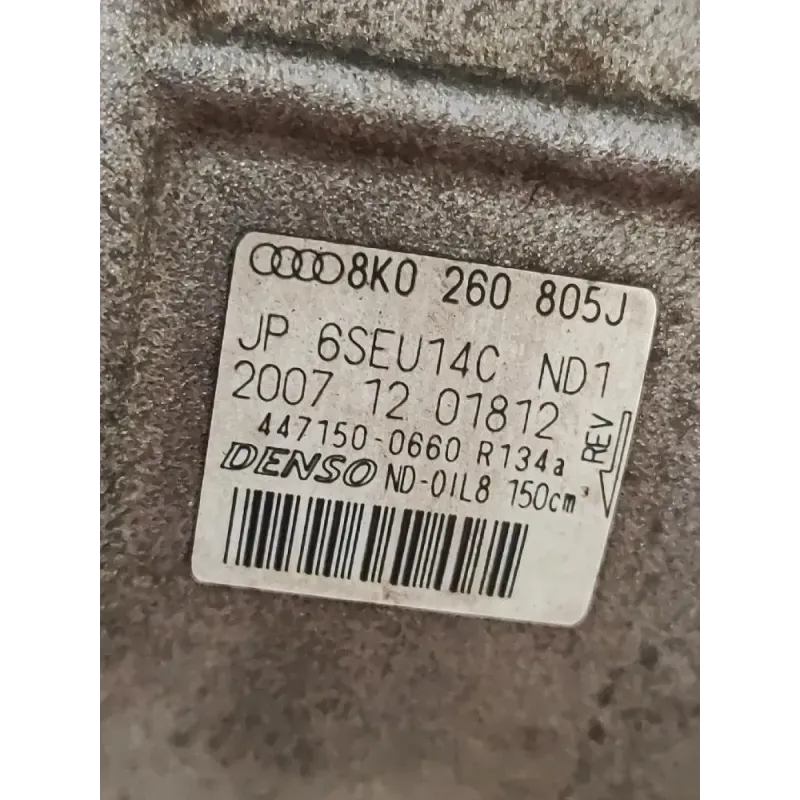 8K0 260 805J
JP 6SEU14C ND1
2007 12 01812
447150-0660 R134a
DENSO ND-OIL8 150cm³
REV